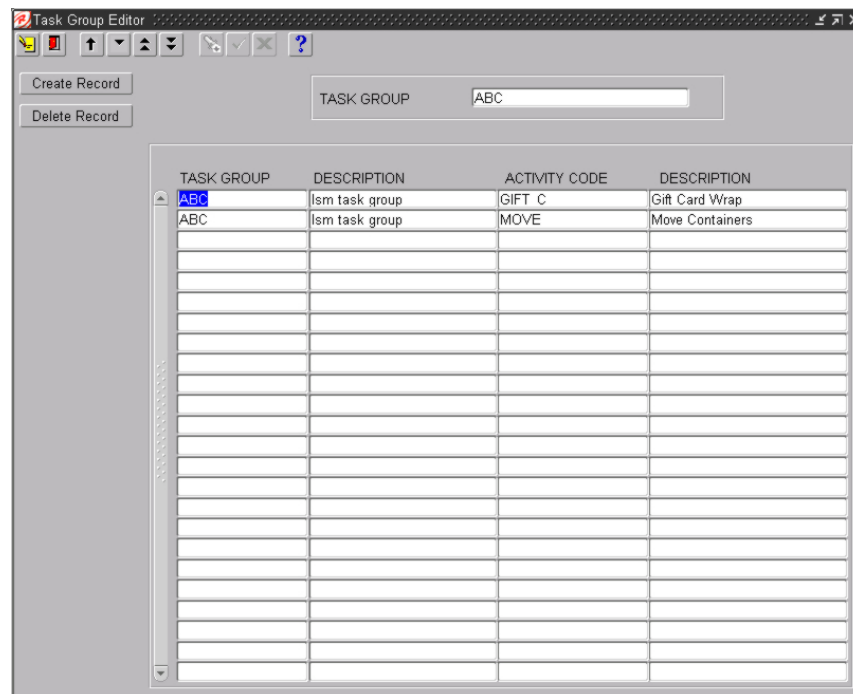 Task Group Editor
Create Record
Delete Record
TASK GROUP ABC
TASK GROUP DESCRIPTION ACTIVITY CODE DESCRIPTION
ABC lsm task group GIFT C Gift Card Wrap
ABC lsm task group MOVE Move Containers